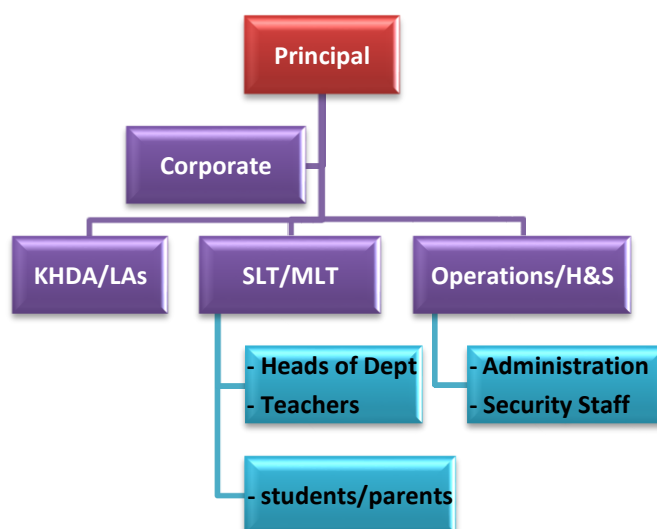 Principal
Corporate
KHDA/LAs
SLT/MLT
Operations/H&S
- Heads of Dept
- Teachers
- Administration
- Security Staff
- students/parents